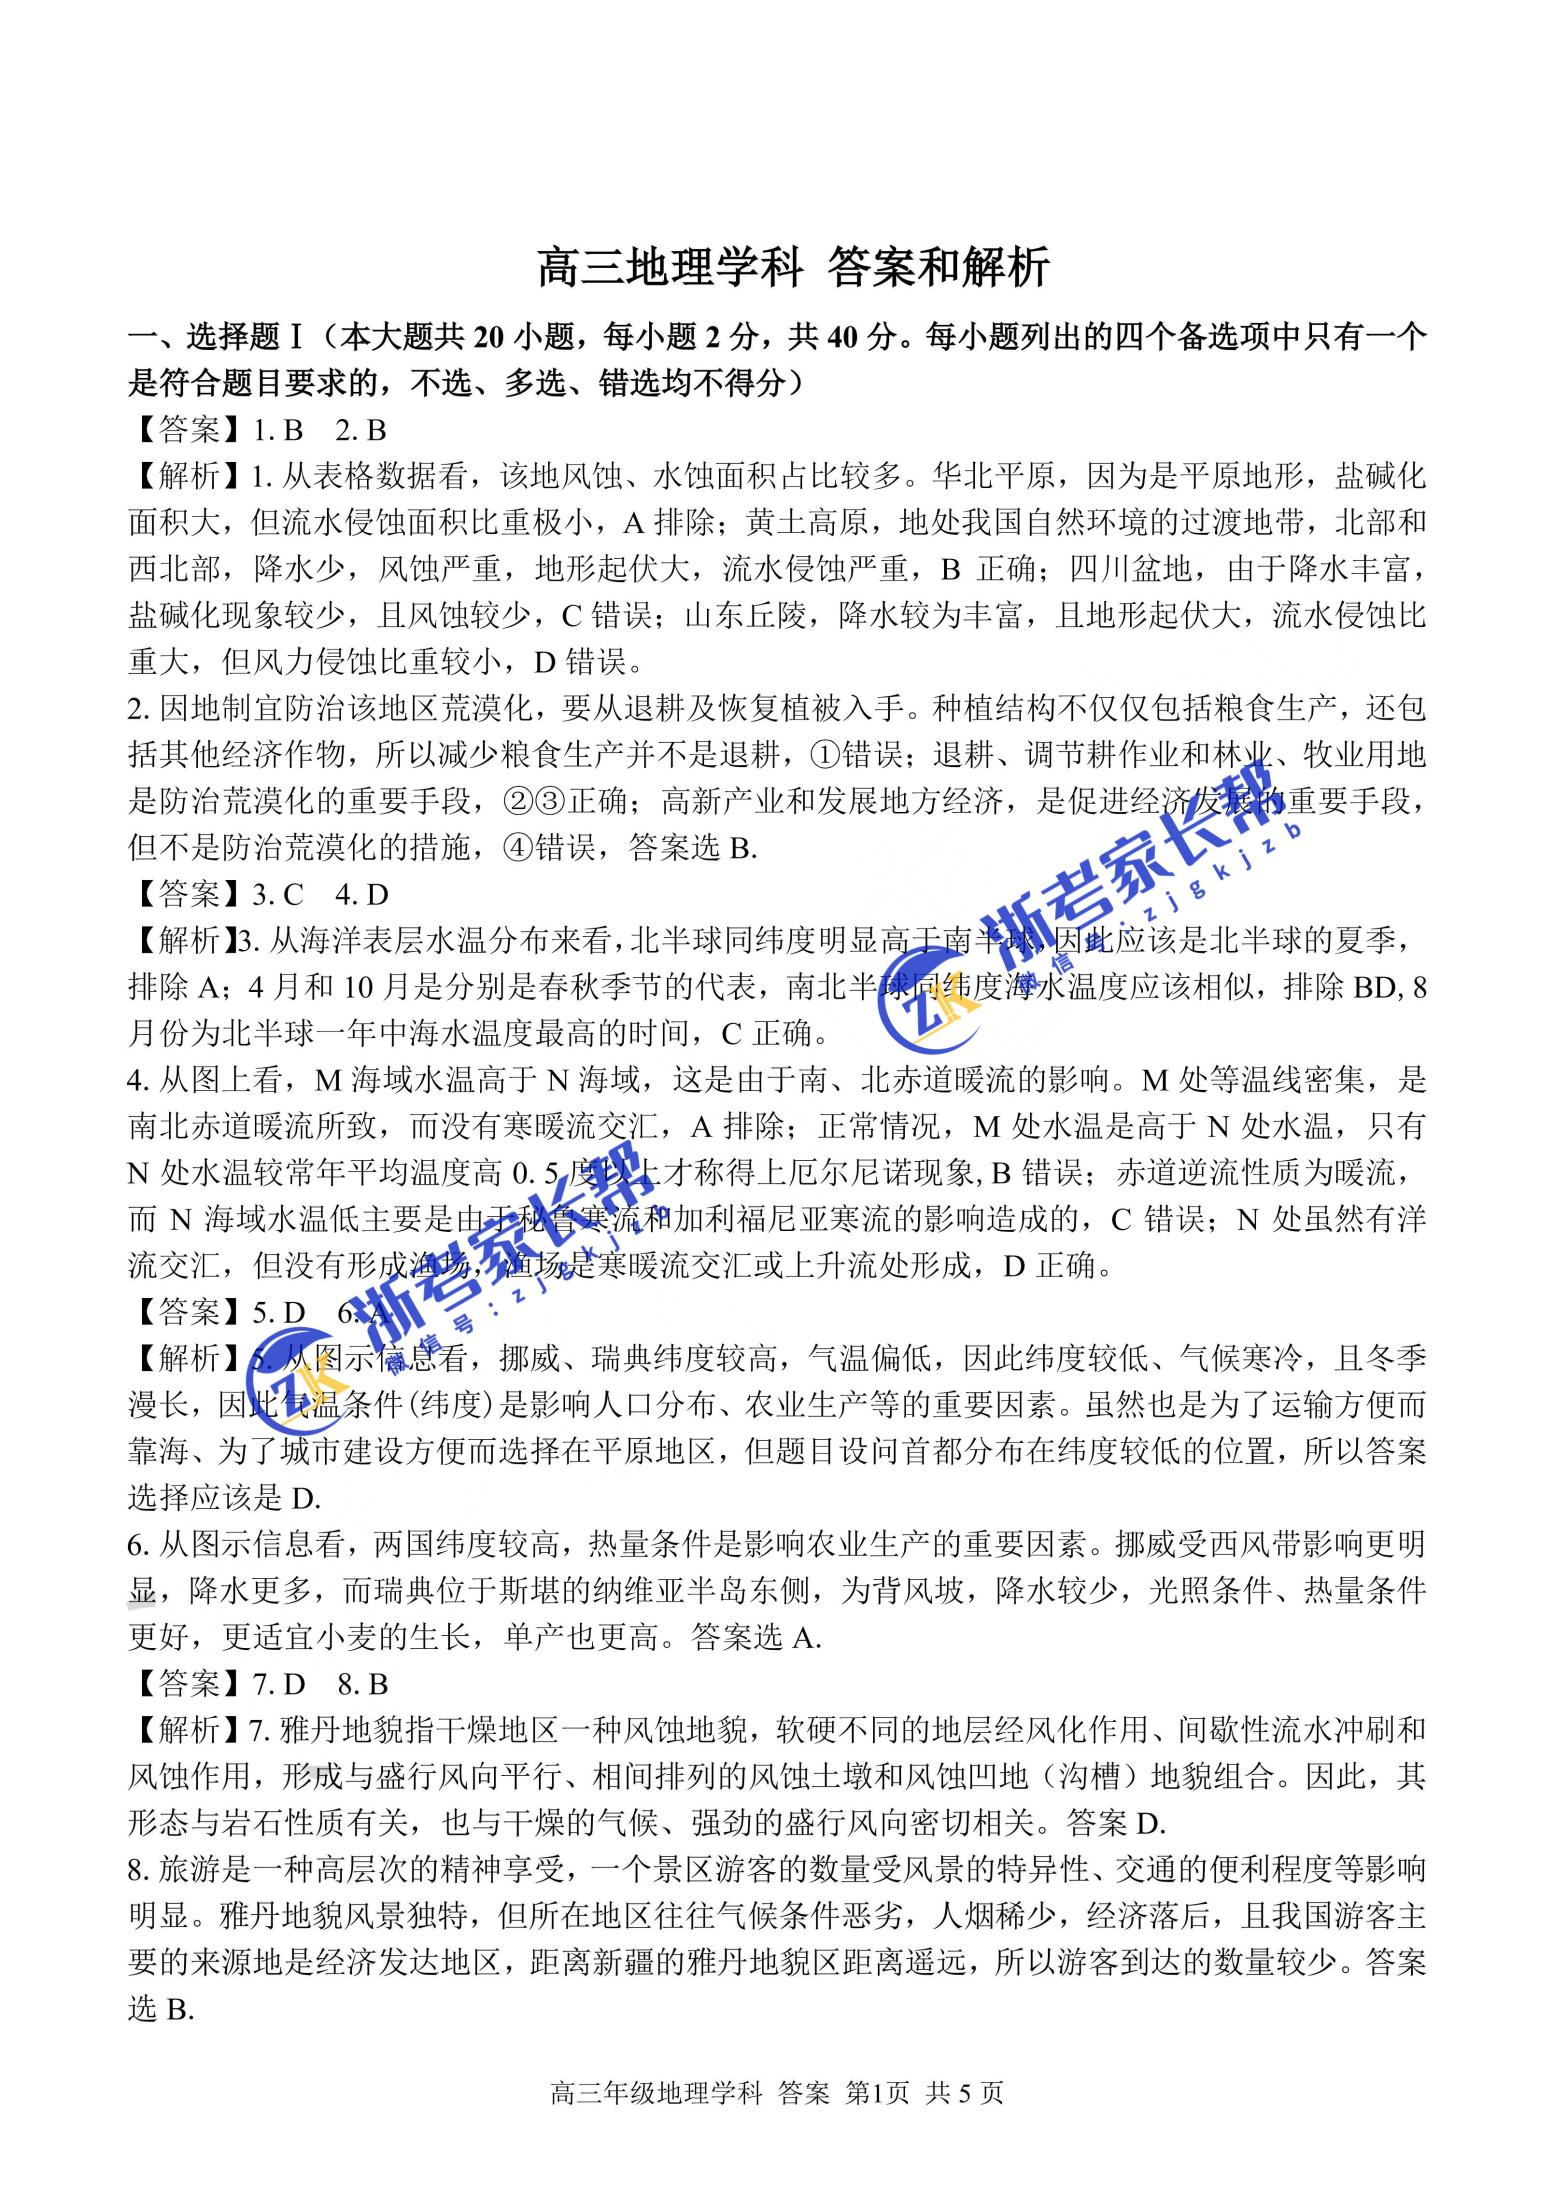 高三地理学科 答案和解析
一、选择题Ⅰ（本大题共 20 小题，每小题 2 分，共 40 分。每小题列出的四个备选项中只有一个
是符合题目要求的，不选、多选、错选均不得分）
【答案】1. B 2. B
【解析】1. 从表格数据看，该地风蚀、水蚀面积占比较多。华北平原，因为是平原地形，盐碱化
面积大，但流水侵蚀面积比重极小，A 排除；黄土高原，地处我国自然环境的过渡地带，北部和
西北部，降水少，风蚀严重，地形起伏大，流水侵蚀严重，B 正确；四川盆地，由于降水丰富，
盐碱化现象较少，且风蚀较少，C 错误；山东丘陵，降水较为丰富，且地形起伏大，流水侵蚀比
重大，但风力侵蚀比重较小，D 错误。
2. 因地制宜防治该地区荒漠化，要从退耕及恢复植被入手。种植结构不仅仅包括粮食生产，还包
括其他经济作物，所以减少粮食生产并不是退耕，①错误；退耕、调节耕作业和林业、牧业用地
是防治荒漠化的重要手段，②③正确；高新产业和发展地方经济，是促进经济发展的重要手段，
但不是防治荒漠化的措施，④错误，答案选 B.
【答案】3. C 4. D
【解析】3. 从海洋表层水温分布来看，北半球同纬度明显高于南半球，因此应该是北半球的夏季，
排除 A；4 月和 10 月是分别是春秋季节的代表，南北半球同纬度海水温度应该相似，排除 BD, 8
月份为北半球一年中海水温度最高的时间，C 正确。
4. 从图上看，M 海域水温高于 N 海域，这是由于南、北赤道暖流的影响。M 处等温线密集，是
南北赤道暖流所致，而没有寒暖流交汇，A 排除；正常情况，M 处水温是高于 N 处水温，只有
N 处水温较常年平均温度高 0. 5 度以上才称得上厄尔尼诺现象, B 错误；赤道逆流性质为暖流，
而 N 海域水温低主要是由于秘鲁寒流和加利福尼亚寒流的影响造成的，C 错误；N 处虽然有洋
流交汇，但没有形成渔场，渔场是寒暖流交汇或上升流处形成，D 正确。
【答案】5. D 6. A
【解析】5. 从图示信息看，挪威、瑞典纬度较高，气温偏低，因此纬度较低、气候寒冷，且冬季
漫长，因此气温条件(纬度)是影响人口分布、农业生产等的重要因素。虽然也是为了运输方便而
靠海、为了城市建设方便而选择在平原地区，但题目设问首都分布在纬度较低的位置，所以答案
选择应该是 D.
6. 从图示信息看，两国纬度较高，热量条件是影响农业生产的重要因素。挪威受西风带影响更明
显，降水更多，而瑞典位于斯堪的纳维亚半岛东侧，为背风坡，降水较少，光照条件、热量条件
更好，更适宜小麦的生长，单产也更高。答案选 A.
【答案】7. D 8. B
【解析】7. 雅丹地貌指干燥地区一种风蚀地貌，软硬不同的地层经风化作用、间歇性流水冲刷和
风蚀作用，形成与盛行风向平行、相间排列的风蚀土墩和风蚀凹地（沟槽）地貌组合。因此，其
形态与岩石性质有关，也与干燥的气候、强劲的盛行风向密切相关。答案 D.
8. 旅游是一种高层次的精神享受，一个景区游客的数量受风景的特异性、交通的便利程度等影响
明显。雅丹地貌风景独特，但所在地区往往气候条件恶劣，人烟稀少，经济落后，且我国游客主
要的来源地是经济发达地区，距离新疆的雅丹地貌区距离遥远，所以游客到达的数量较少。答案
选 B.
高三年级地理学科 答案 第1页 共 5 页
浙考家长帮
微信号：zjgkjzb
ZK
浙考家长帮
微信号：zjgkjzb
ZK